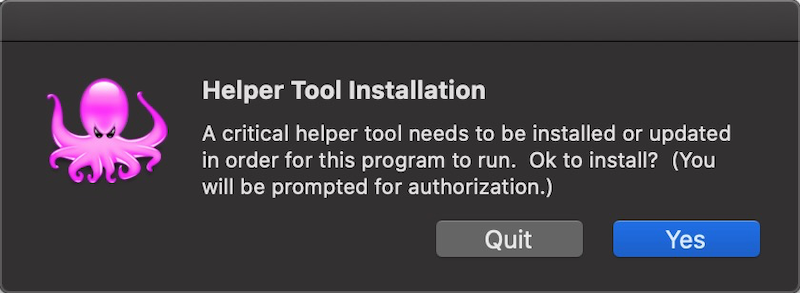 Helper Tool Installation
A critical helper tool needs to be installed or updated
in order for this program to run.  Ok to install?  (You
will be prompted for authorization.)
Quit
Yes